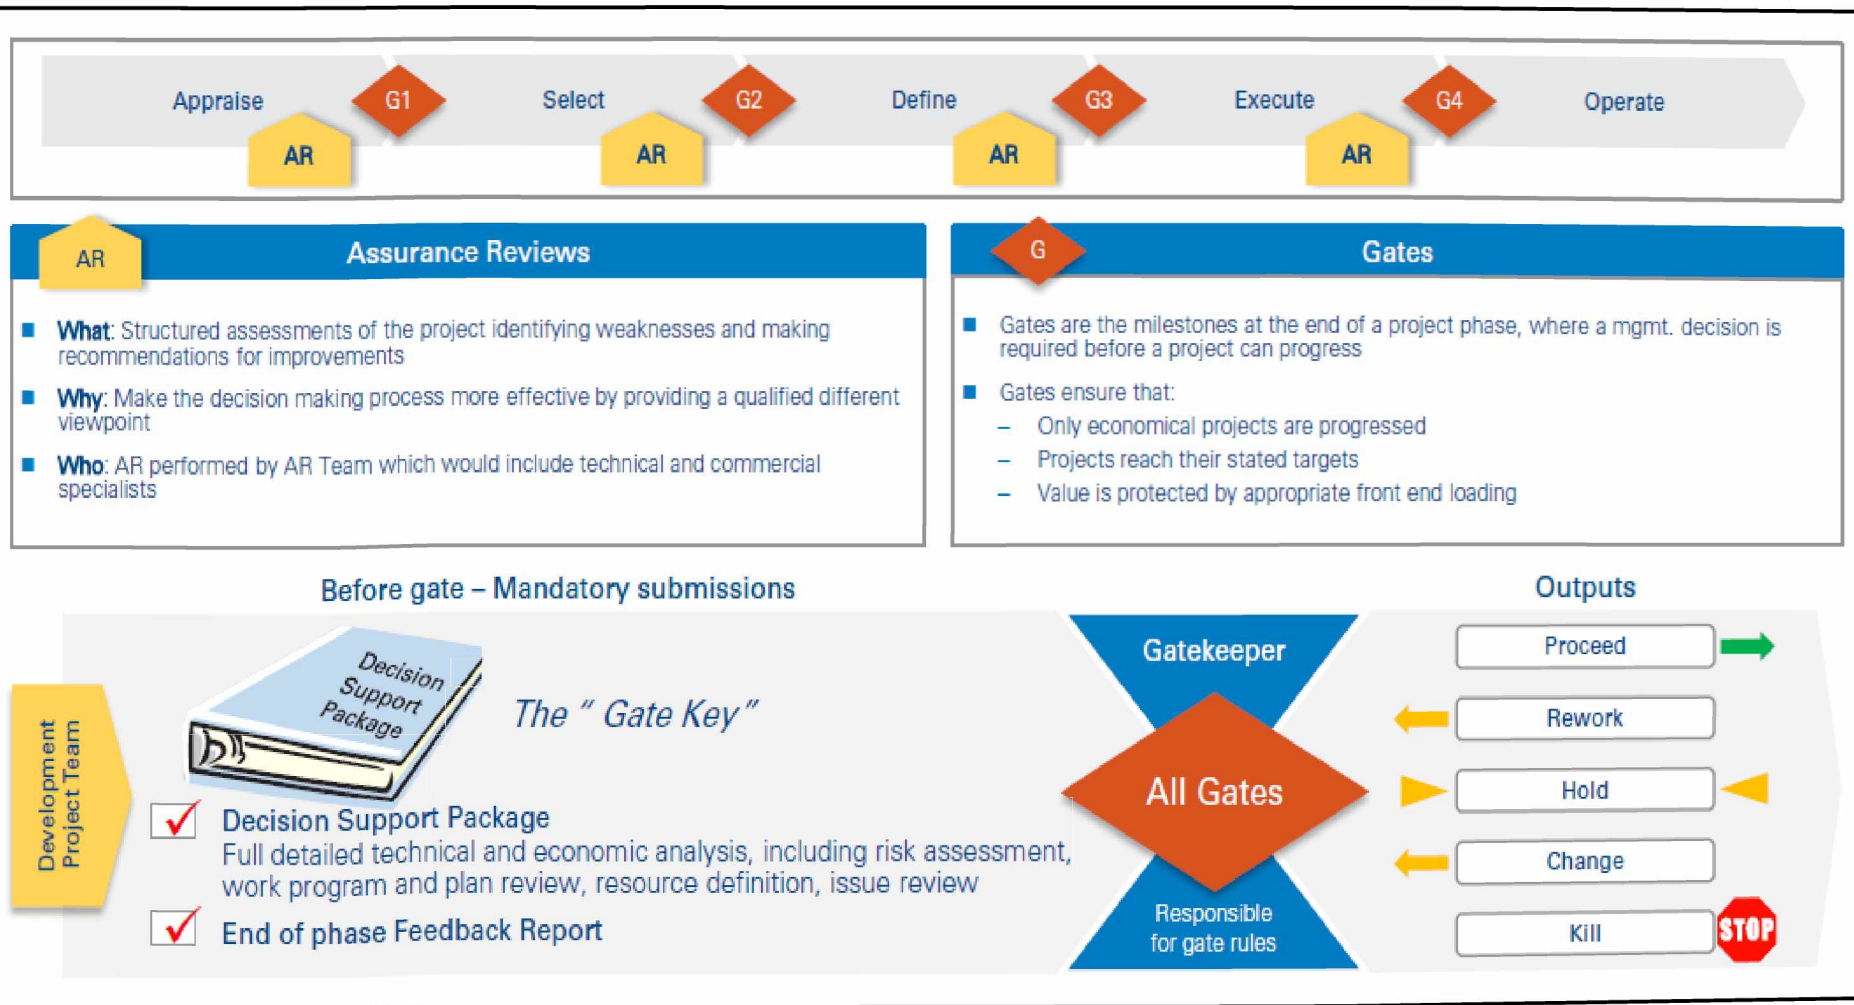 Appraise G1 Select G2 Define G3 Execute G4 Operate
AR AR AR AR
AR Assurance Reviews
What: Structured assessments of the project identifying weaknesses and making
recommendations for improvements
Why: Make the decision making process more effective by providing a qualified different
viewpoint
Who: AR performed by AR Team which would include technical and commercial
specialists
G Gates
Gates are the milestones at the end of a project phase, where a mgmt. decision is
required before a project can progress
Gates ensure that:
– Only economical projects are progressed
– Projects reach their stated targets
– Value is protected by appropriate front end loading
Before gate – Mandatory submissions
Development
Project Team
Decision
Support
Package
The “ Gate Key”
Decision Support Package
Full detailed technical and economic analysis, including risk assessment,
work program and plan review, resource definition, issue review
End of phase Feedback Report
Gatekeeper
All Gates
Responsible
for gate rules
Outputs
Proceed
Rework
Hold
Change
Kill STOP